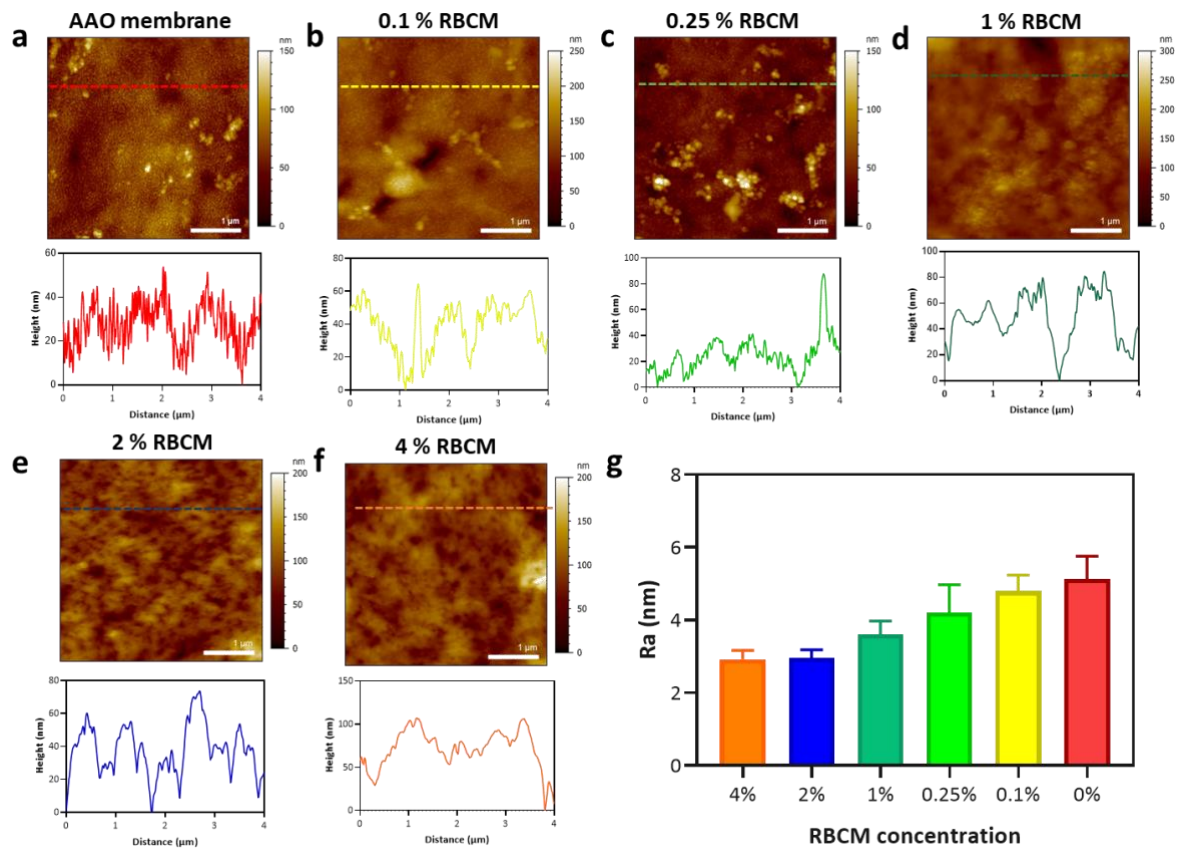 AAO membrane
0.1 % RBCM
0.25 % RBCM
1 % RBCM
a
nm
150
100
50
0
1 µm
b
nm
250
200
150
100
50
0
1 µm
c
nm
150
100
50
0
1 µm
d
nm
300
250
200
150
100
50
0
1 µm
Height (nm)
60
40
20
0
0 1 2 3 4
Distance (µm)
Height (nm)
80
60
40
20
0
0 1 2 3 4
Distance (µm)
Height (nm)
100
80
60
40
20
0
0 1 2 3 4
Distance (µm)
Height (nm)
100
80
60
40
20
0
0 1 2 3 4
Distance (µm)
2 % RBCM
4 % RBCM
e
nm
200
150
100
50
0
1 µm
f
nm
200
150
100
50
0
1 µm
Height (nm)
80
60
40
20
0
0 1 2 3 4
Distance (µm)
Height (nm)
150
100
50
0
0 1 2 3 4
Distance (µm)
g
Ra (nm)
8
6
4
2
0
4% 2% 1% 0.25% 0.1% 0%
RBCM concentration